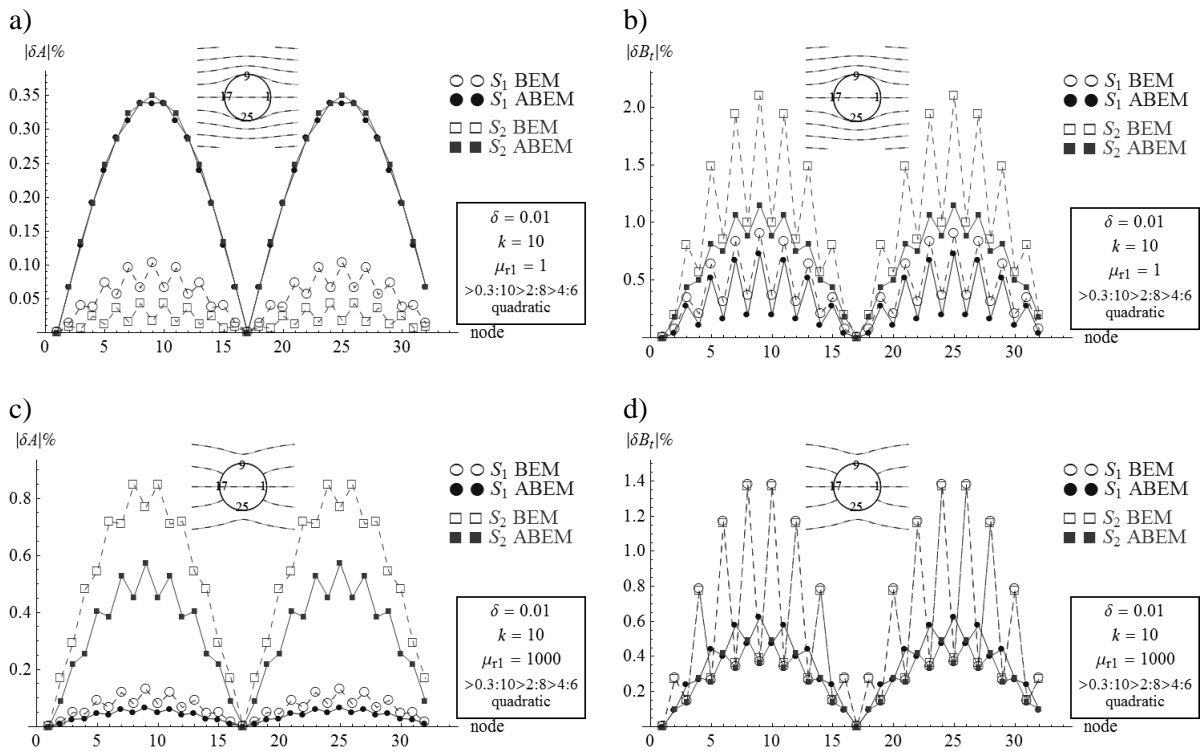 a)
|δA|%
0.35
0.30
0.25
0.20
0.15
0.10
0.05
0
5
10
15
20
25
30
node
9
17
1
25
S₁ BEM
S₁ ABEM
S₂ BEM
S₂ ABEM
δ = 0.01
k = 10
μr1 = 1
>0.3:10>2:8>4:6
quadratic
b)
|δBt|%
2.0
1.5
1.0
0.5
0
5
10
15
20
25
30
node
9
17
1
25
S₁ BEM
S₁ ABEM
S₂ BEM
S₂ ABEM
δ = 0.01
k = 10
μr1 = 1
>0.3:10>2:8>4:6
quadratic
c)
|δA|%
0.8
0.6
0.4
0.2
0
5
10
15
20
25
30
node
9
17
1
25
S₁ BEM
S₁ ABEM
S₂ BEM
S₂ ABEM
δ = 0.01
k = 10
μr1 = 1000
>0.3:10>2:8>4:6
quadratic
d)
|δBt|%
1.4
1.2
1.0
0.8
0.6
0.4
0.2
0
5
10
15
20
25
30
node
9
17
1
25
S₁ BEM
S₁ ABEM
S₂ BEM
S₂ ABEM
δ = 0.01
k = 10
μr1 = 1000
>0.3:10>2:8>4:6
quadratic